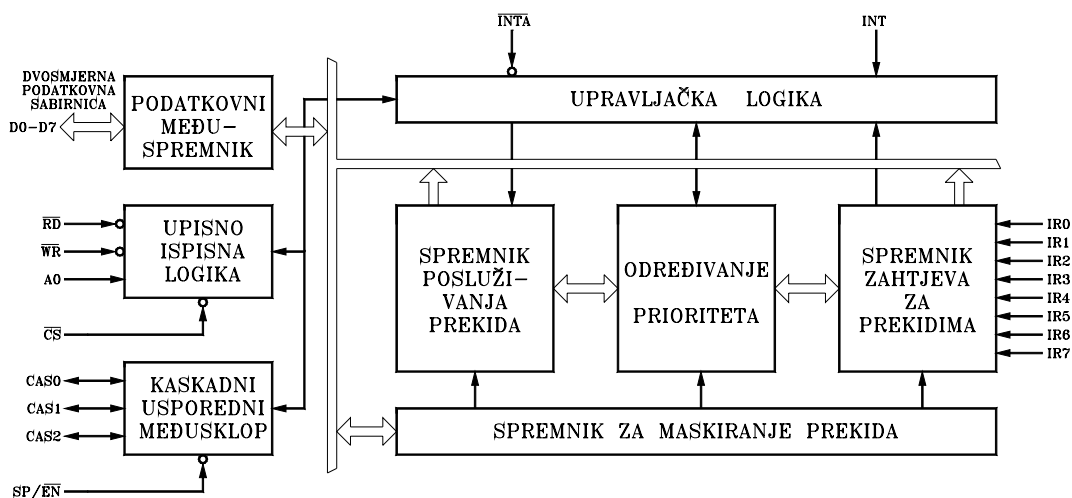 INTA
INT
DVOSMJERNA
PODATKOVNA
SABIRNICA
D0-D7
PODATKOVNI
MEĐU-
SPREMNIK
UPRAVLJAČKA LOGIKA
RD
WR
A0
CS
UPISNO
ISPISNA
LOGIKA
SPREMNIK
POSLUŽI-
VANJA
PREKIDA
ODREĐIVANJE
PRIORITETA
SPREMNIK
ZAHTJEVA
ZA
PREKIDIMA
IR0
IR1
IR2
IR3
IR4
IR5
IR6
IR7
CAS0
CAS1
CAS2
SP/EN
KASKADNI
USPOREDNI
MEĐUSKLOP
SPREMNIK ZA MASKIRANJE PREKIDA